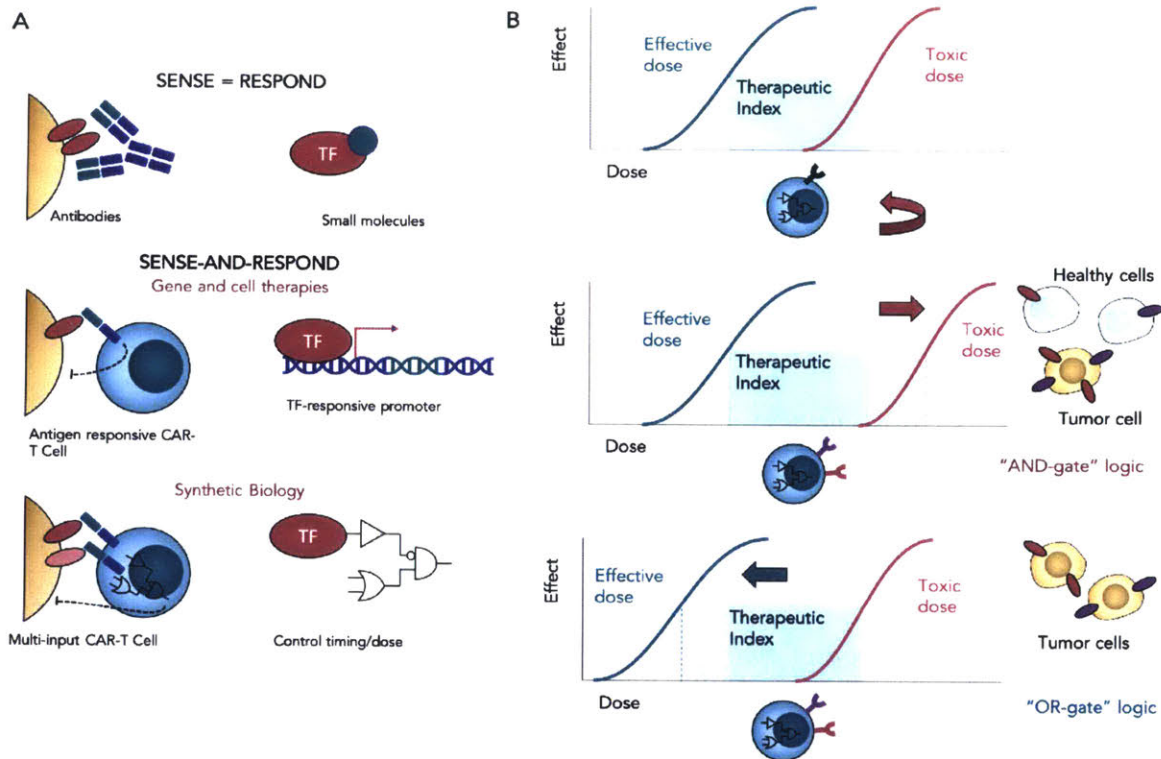 A
SENSE = RESPOND
TF
Antibodies
Small molecules
SENSE-AND-RESPOND
Gene and cell therapies
TF
TF-responsive promoter
Antigen responsive CAR-
T Cell
Synthetic Biology
TF
Multi-input CAR-T Cell
Control timing/dose
B
Effect
Effective
dose
Toxic
dose
Therapeutic
Index
Dose
Effect
Effective
dose
Toxic
dose
Therapeutic
Index
Dose
Healthy cells
Tumor cell
"AND-gate" logic
Effect
Effective
dose
Toxic
dose
Therapeutic
Index
Dose
Tumor cells
"OR-gate" logic